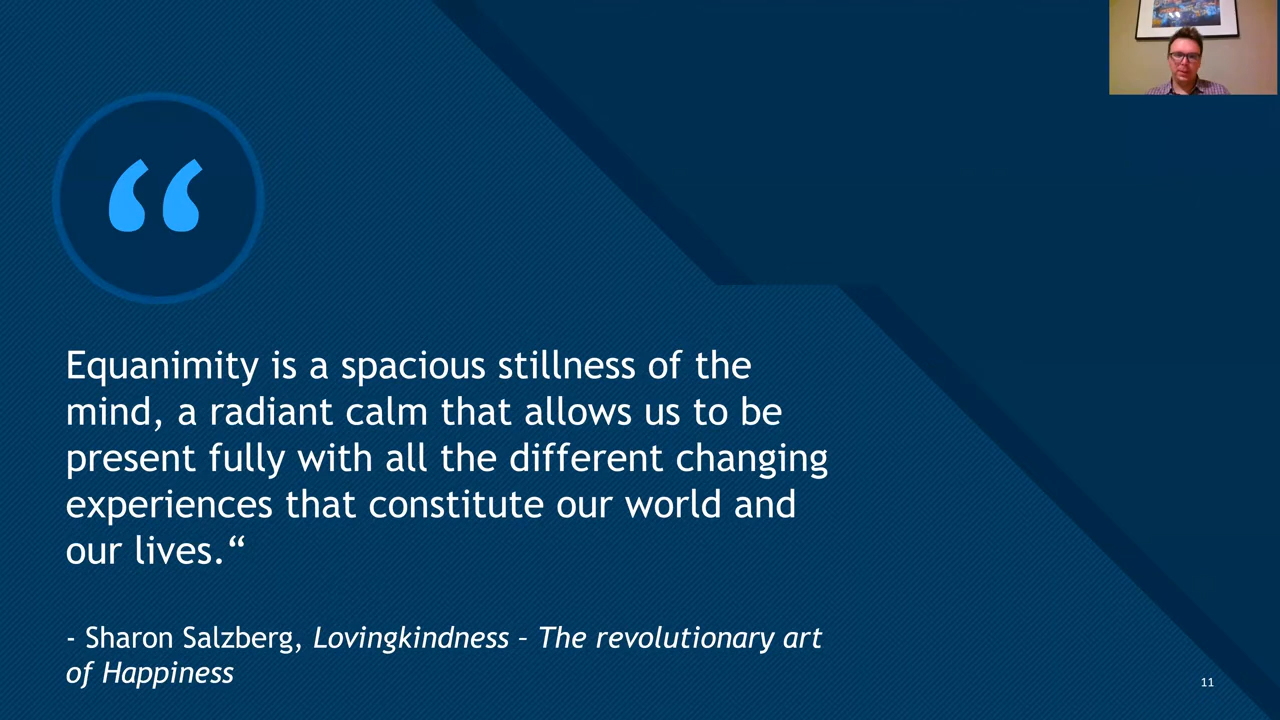 “
Equanimity is a spacious stillness of the
mind, a radiant calm that allows us to be
present fully with all the different changing
experiences that constitute our world and
our lives.“
- Sharon Salzberg, Lovingkindness – The revolutionary art
of Happiness
11